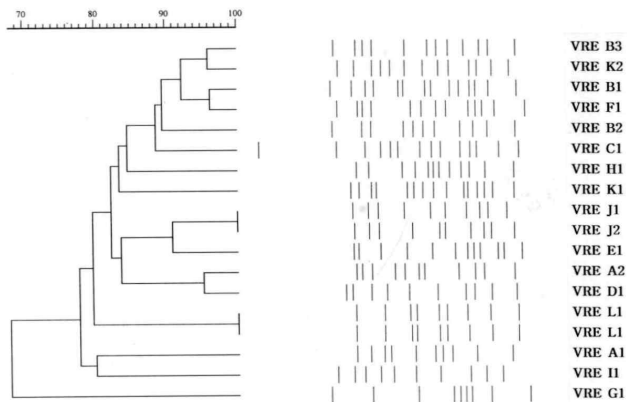 70 80 90 100
VRE B3
VRE K2
VRE B1
VRE F1
VRE B2
VRE C1
VRE H1
VRE K1
VRE J1
VRE J2
VRE E1
VRE A2
VRE D1
VRE L1
VRE L1
VRE A1
VRE I1
VRE G1